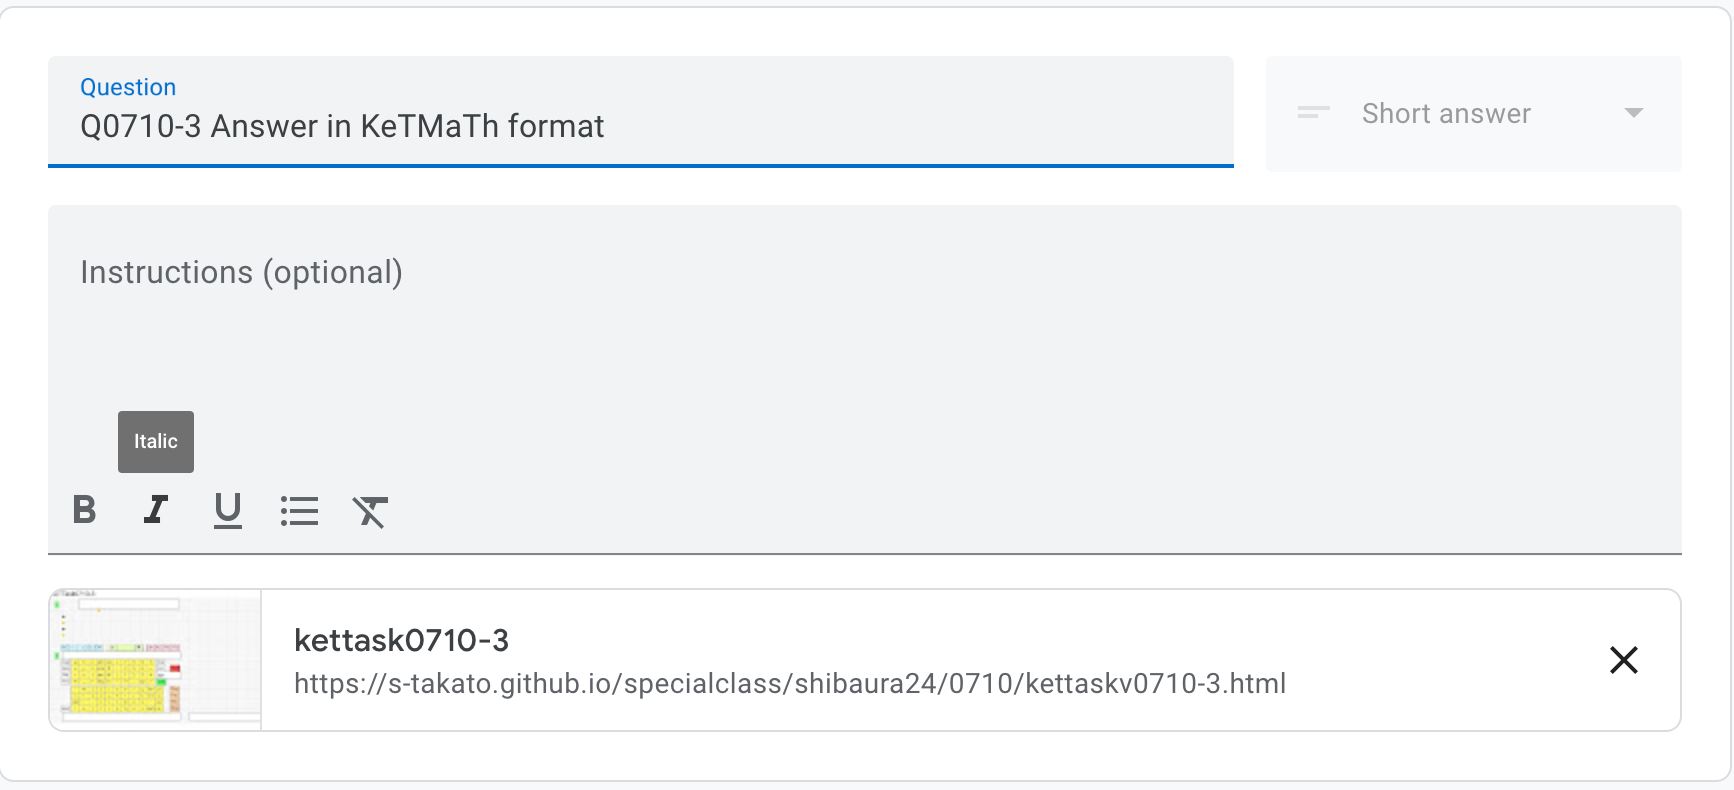 Question
Q0710-3 Answer in KeTMaTh format
Short answer
Instructions (optional)
Italic
B I U
kettask0710-3
https://s-takato.github.io/specialclass/shibaura24/0710/kettaskv0710-3.html